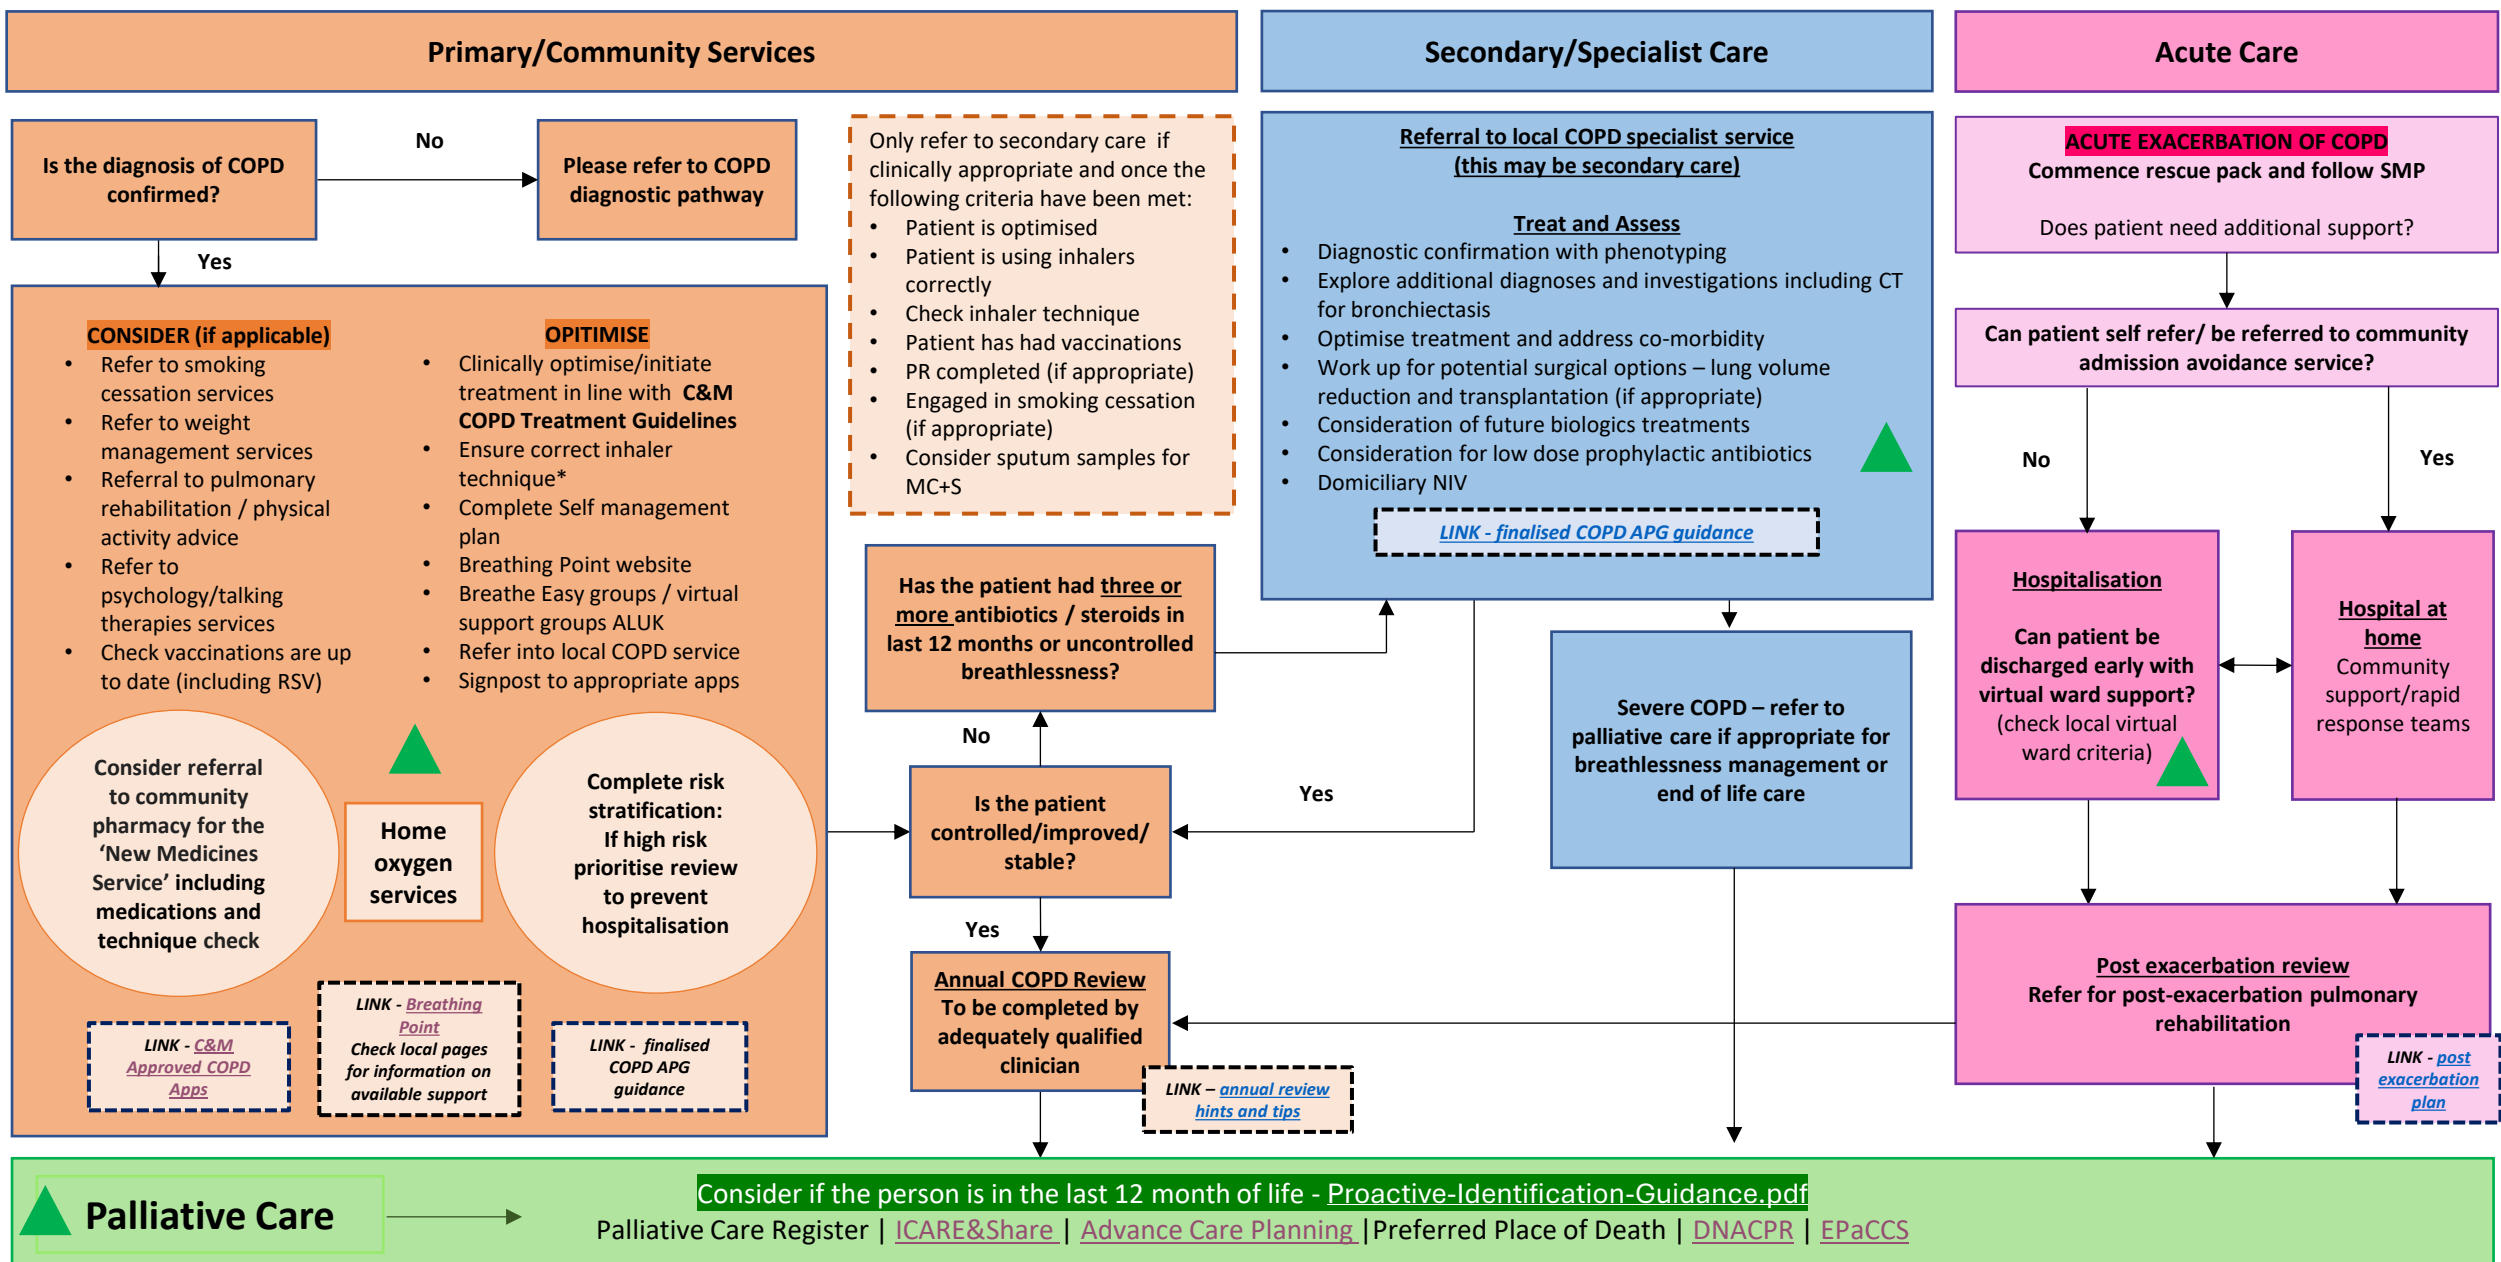 Primary/Community Services
Secondary/Specialist Care
Acute Care
Is the diagnosis of COPD
confirmed?
No
Please refer to COPD
diagnostic pathway
Yes
CONSIDER (if applicable)
• Refer to smoking
cessation services
• Refer to weight
management services
• Referral to pulmonary
rehabilitation / physical
activity advice
• Refer to
psychology/talking
therapies services
• Check vaccinations are up
to date (including RSV)
OPITIMISE
• Clinically optimise/initiate
treatment in line with C&M
COPD Treatment Guidelines
• Ensure correct inhaler
technique*
• Complete Self management
plan
• Breathing Point website
• Breathe Easy groups / virtual
support groups ALUK
• Refer into local COPD service
• Signpost to appropriate apps
Consider referral
to community
pharmacy for the
‘New Medicines
Service’ including
medications and
technique check
Home
oxygen
services
Complete risk
stratification:
If high risk
prioritise review
to prevent
hospitalisation
LINK - C&M
Approved COPD
Apps
LINK - Breathing
Point
Check local pages
for information on
available support
LINK - finalised
COPD APG
guidance
Only refer to secondary care if
clinically appropriate and once the
following criteria have been met:
• Patient is optimised
• Patient is using inhalers
correctly
• Check inhaler technique
• Patient has had vaccinations
• PR completed (if appropriate)
• Engaged in smoking cessation
(if appropriate)
• Consider sputum samples for
MC+S
Has the patient had three or
more antibiotics / steroids in
last 12 months or uncontrolled
breathlessness?
No
Is the patient
controlled/improved/
stable?
Yes
Yes
Annual COPD Review
To be completed by
adequately qualified
clinician
LINK – annual review
hints and tips
Referral to local COPD specialist service
(this may be secondary care)
Treat and Assess
• Diagnostic confirmation with phenotyping
• Explore additional diagnoses and investigations including CT
for bronchiectasis
• Optimise treatment and address co-morbidity
• Work up for potential surgical options – lung volume
reduction and transplantation (if appropriate)
• Consideration of future biologics treatments
• Consideration for low dose prophylactic antibiotics
• Domiciliary NIV
LINK - finalised COPD APG guidance
Severe COPD – refer to
palliative care if appropriate for
breathlessness management or
end of life care
ACUTE EXACERBATION OF COPD
Commence rescue pack and follow SMP
Does patient need additional support?
Can patient self refer/ be referred to community
admission avoidance service?
No
Yes
Hospitalisation
Can patient be
discharged early with
virtual ward support?
(check local virtual
ward criteria)
Hospital at
home
Community
support/rapid
response teams
Post exacerbation review
Refer for post-exacerbation pulmonary
rehabilitation
LINK - post
exacerbation
plan
Palliative Care
Consider if the person is in the last 12 month of life - Proactive-Identification-Guidance.pdf
Palliative Care Register | ICARE&Share | Advance Care Planning |Preferred Place of Death | DNACPR | EPaCCS